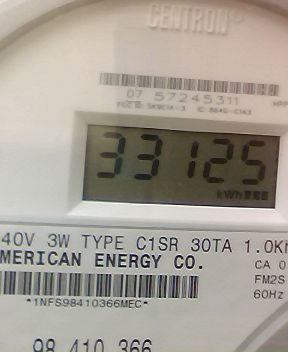 CENTRON®
07 57245311
33125
kWh
40V 3W TYPE C1SR 30TA 1.0Kh
MERICAN ENERGY CO.
CA 0
FM2S
*1NFS98410366MEC*
60Hz
98 410 366